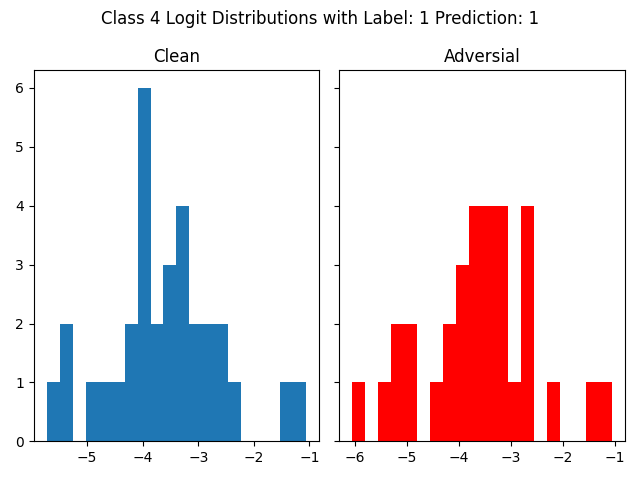 Class 4 Logit Distributions with Label: 1 Prediction: 1
Clean
Adversial
6
5
4
3
2
1
0
−5 −4 −3 −2 −1
−6 −5 −4 −3 −2 −1